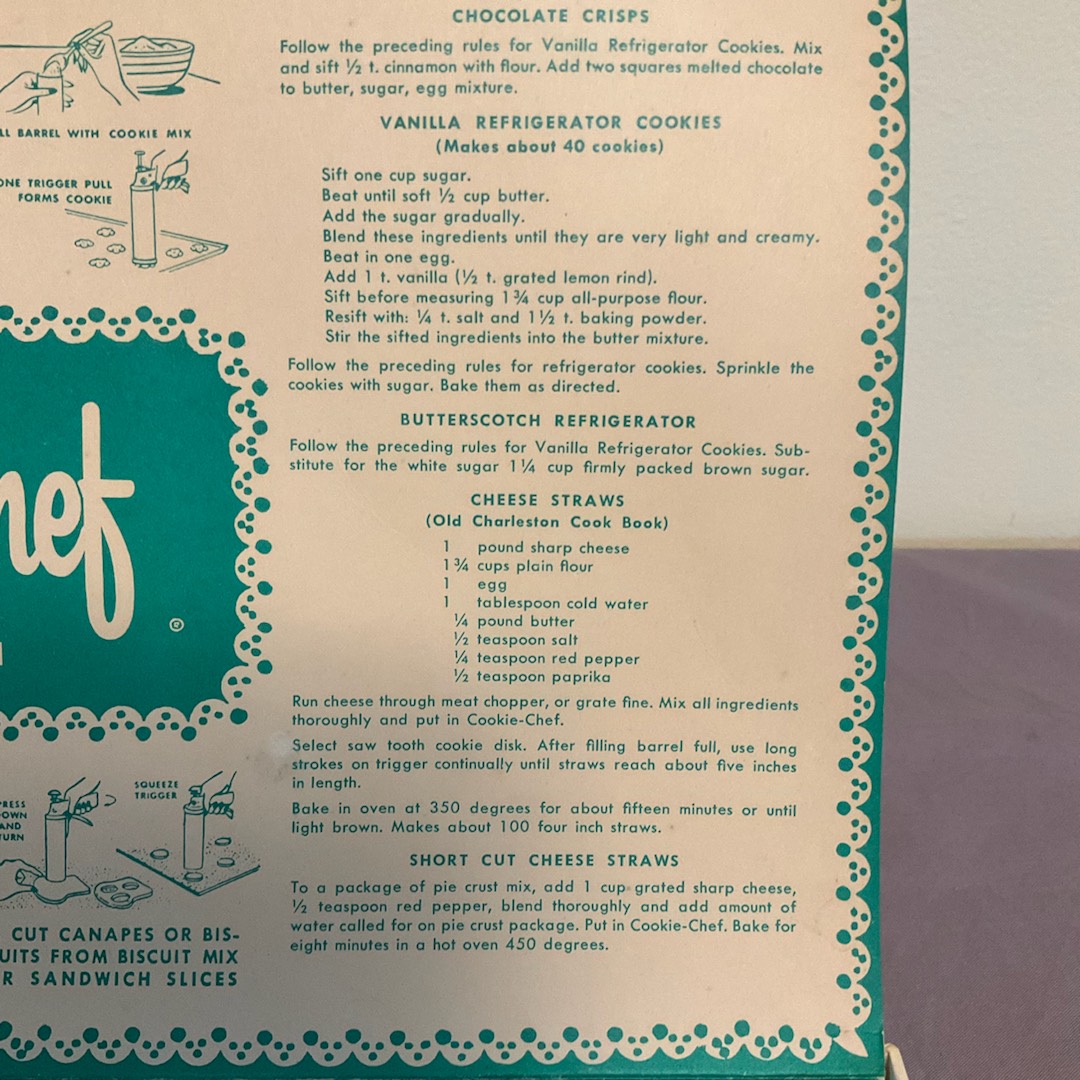 BARREL WITH COOKIE MIX
ONE TRIGGER PULL
FORMS COOKIE
hef
®
PRESS
DOWN
AND
TURN
SQUEEZE
TRIGGER
CUT CANAPES OR BIS-
UITS FROM BISCUIT MIX
R SANDWICH SLICES
CHOCOLATE CRISPS
Follow the preceding rules for Vanilla Refrigerator Cookies. Mix
and sift ½ t. cinnamon with flour. Add two squares melted chocolate
to butter, sugar, egg mixture.
VANILLA REFRIGERATOR COOKIES
(Makes about 40 cookies)
Sift one cup sugar.
Beat until soft ½ cup butter.
Add the sugar gradually.
Blend these ingredients until they are very light and creamy.
Beat in one egg.
Add 1 t. vanilla (½ t. grated lemon rind).
Sift before measuring 1¾ cup all-purpose flour.
Resift with: ¼ t. salt and 1½ t. baking powder.
Stir the sifted ingredients into the butter mixture.
Follow the preceding rules for refrigerator cookies. Sprinkle the
cookies with sugar. Bake them as directed.
BUTTERSCOTCH REFRIGERATOR
Follow the preceding rules for Vanilla Refrigerator Cookies. Sub-
stitute for the white sugar 1¼ cup firmly packed brown sugar.
CHEESE STRAWS
(Old Charleston Cook Book)
1 pound sharp cheese
1¾ cups plain flour
1 egg
1 tablespoon cold water
¼ pound butter
½ teaspoon salt
¼ teaspoon red pepper
½ teaspoon paprika
Run cheese through meat chopper, or grate fine. Mix all ingredients
thoroughly and put in Cookie-Chef.
Select saw tooth cookie disk. After filling barrel full, use long
strokes on trigger continually until straws reach about five inches
in length.
Bake in oven at 350 degrees for about fifteen minutes or until
light brown. Makes about 100 four inch straws.
SHORT CUT CHEESE STRAWS
To a package of pie crust mix, add 1 cup grated sharp cheese,
½ teaspoon red pepper, blend thoroughly and add amount of
water called for on pie crust package. Put in Cookie-Chef. Bake for
eight minutes in a hot oven 450 degrees.